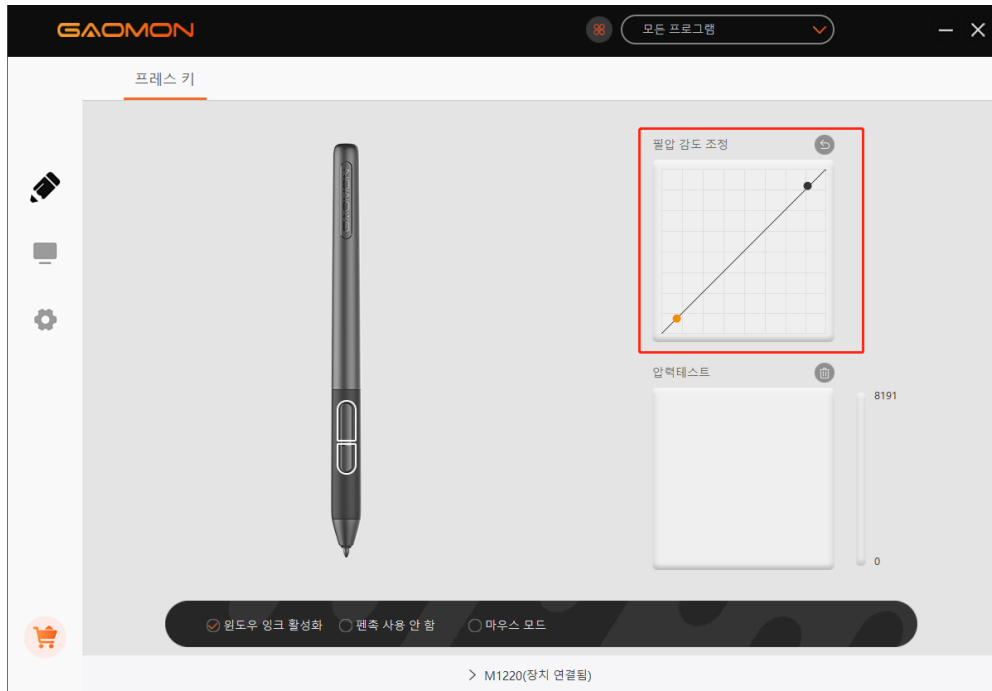 GAOMON
모든 프로그램
프레스 키
필압 감도 조정
GAOMON
압력테스트
8191
0
윈도우 잉크 활성화
펜촉 사용 안 함
마우스 모드
M1220(장치 연결됨)